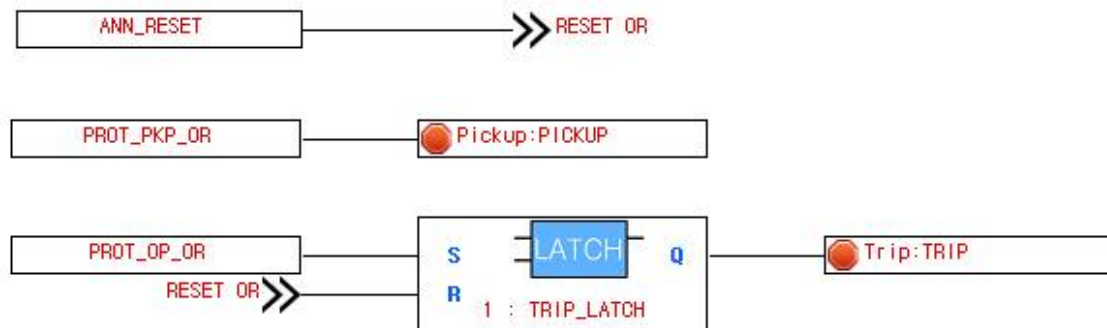 ANN_RESET
RESET OR
PROT_PKP_OR
Pickup:PICKUP
PROT_OP_OR
S
LATCH
Q
Trip:TRIP
RESET OR
R
1 : TRIP_LATCH